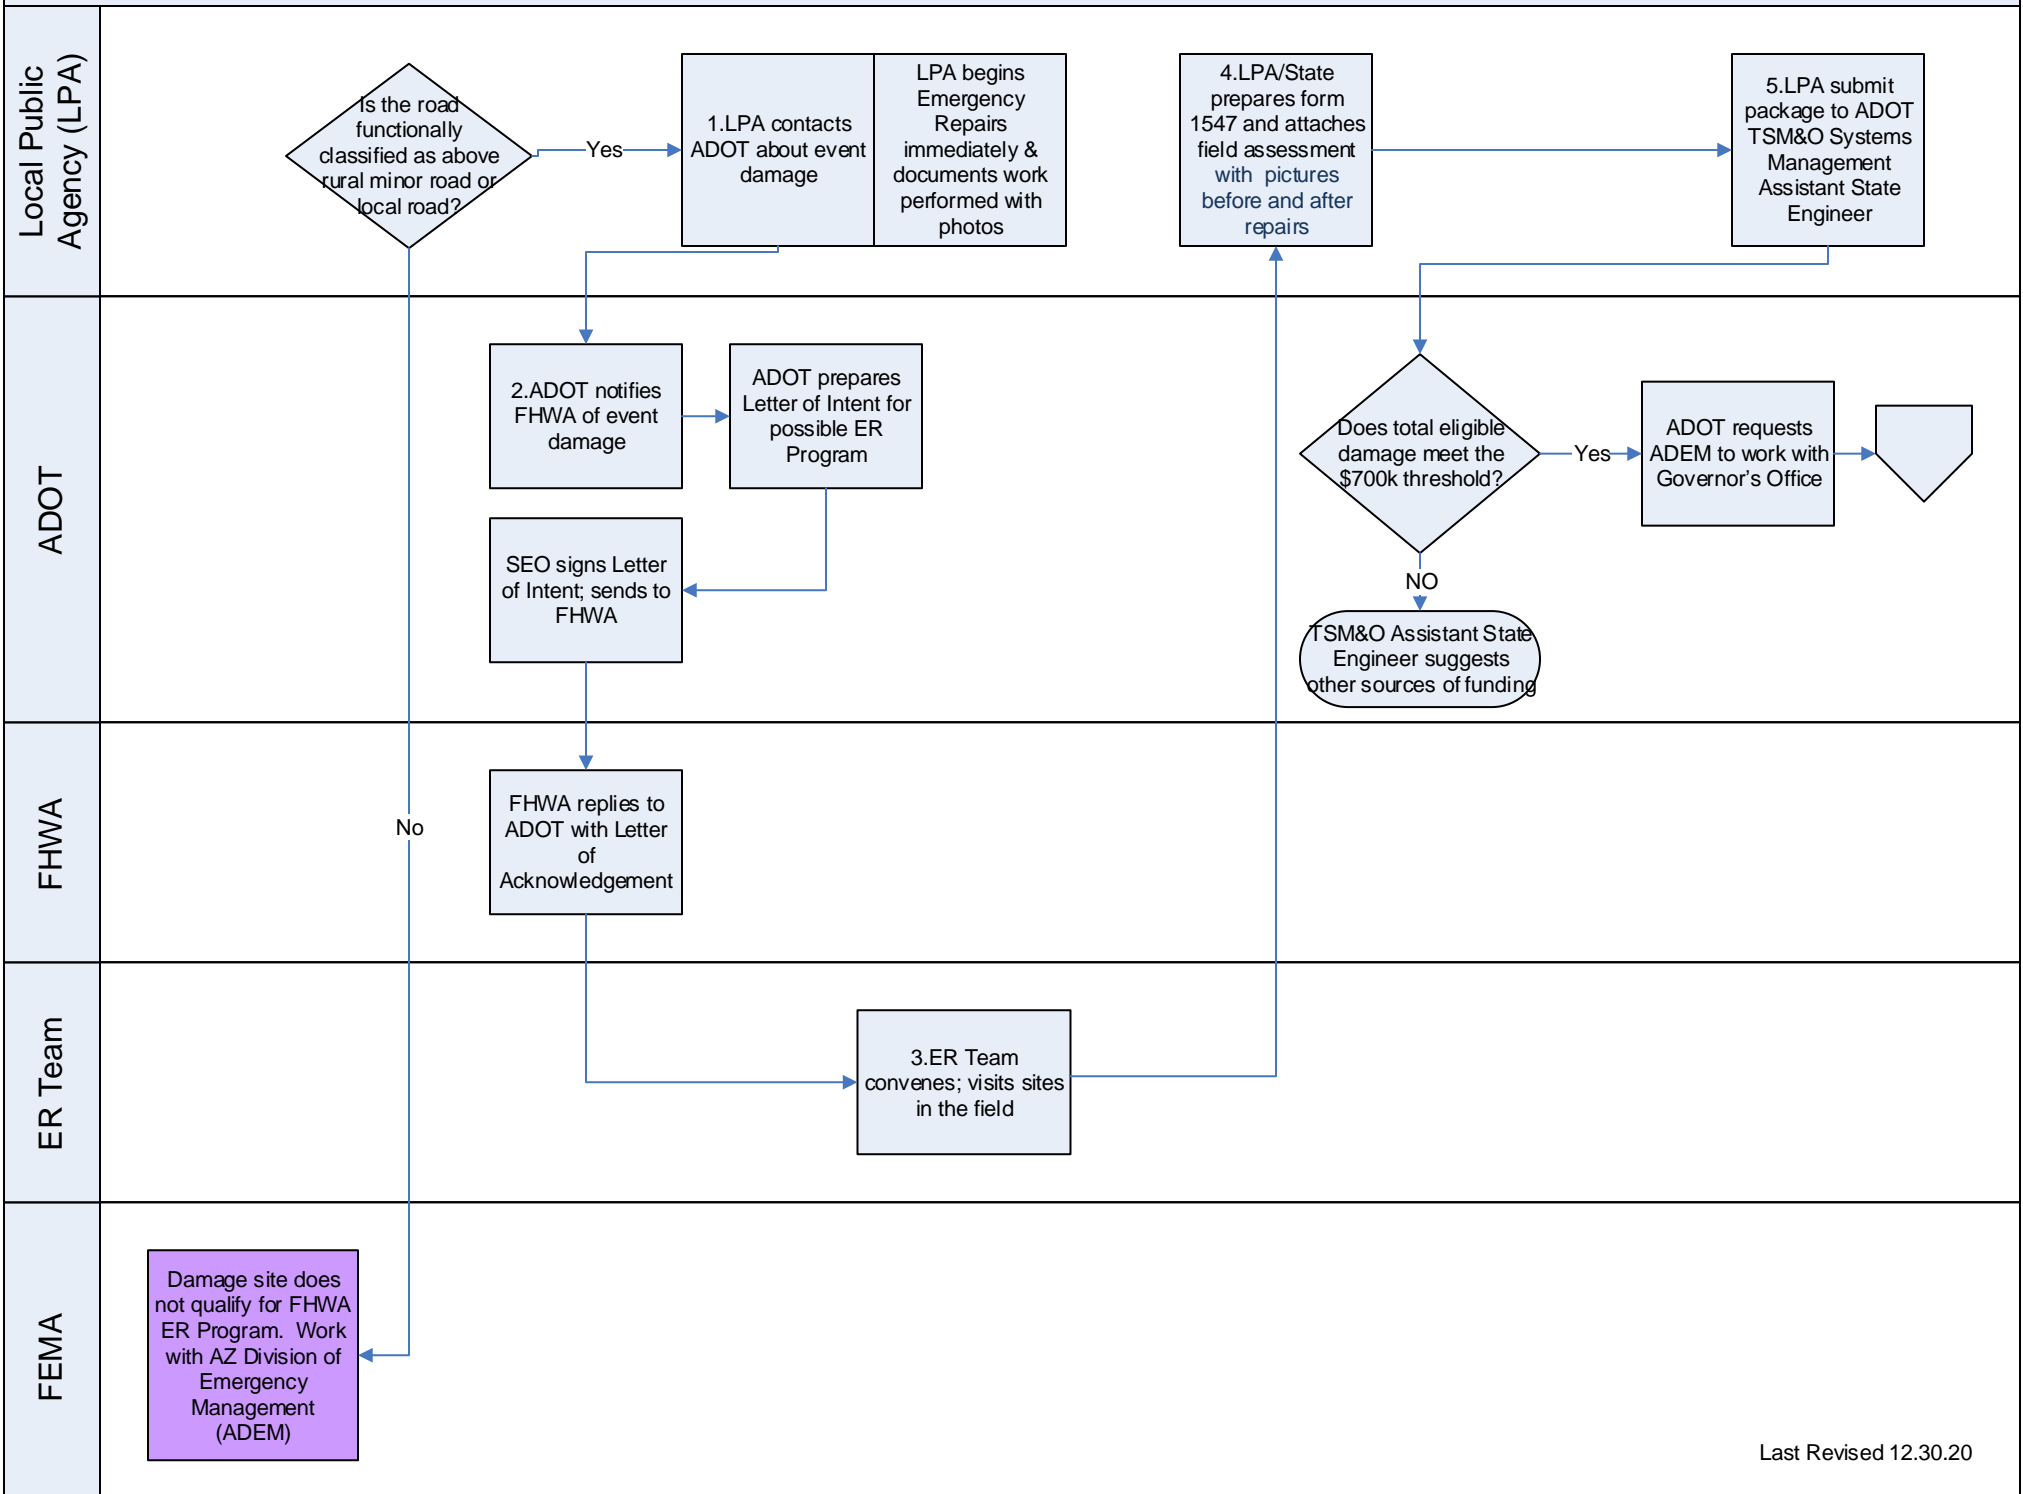 Local Public
Agency (LPA)
Is the road
functionally
classified as above
rural minor road or
local road?
Yes
1.LPA contacts
ADOT about event
damage
LPA begins
Emergency
Repairs
immediately &
documents work
performed with
photos
4.LPA/State
prepares form
1547 and attaches
field assessment
with pictures
before and after
repairs
5.LPA submit
package to ADOT
TSM&O Systems
Management
Assistant State
Engineer
ADOT
2.ADOT notifies
FHWA of event
damage
ADOT prepares
Letter of Intent for
possible ER
Program
SEO signs Letter
of Intent; sends to
FHWA
Does total eligible
damage meet the
$700k threshold?
Yes
ADOT requests
ADEM to work with
Governor's Office
NO
TSM&O Assistant State
Engineer suggests
other sources of funding
FHWA
No
FHWA replies to
ADOT with Letter
of
Acknowledgement
ER Team
3.ER Team
convenes; visits sites
in the field
FEMA
Damage site does
not qualify for FHWA
ER Program. Work
with AZ Division of
Emergency
Management
(ADEM)
Last Revised 12.30.20